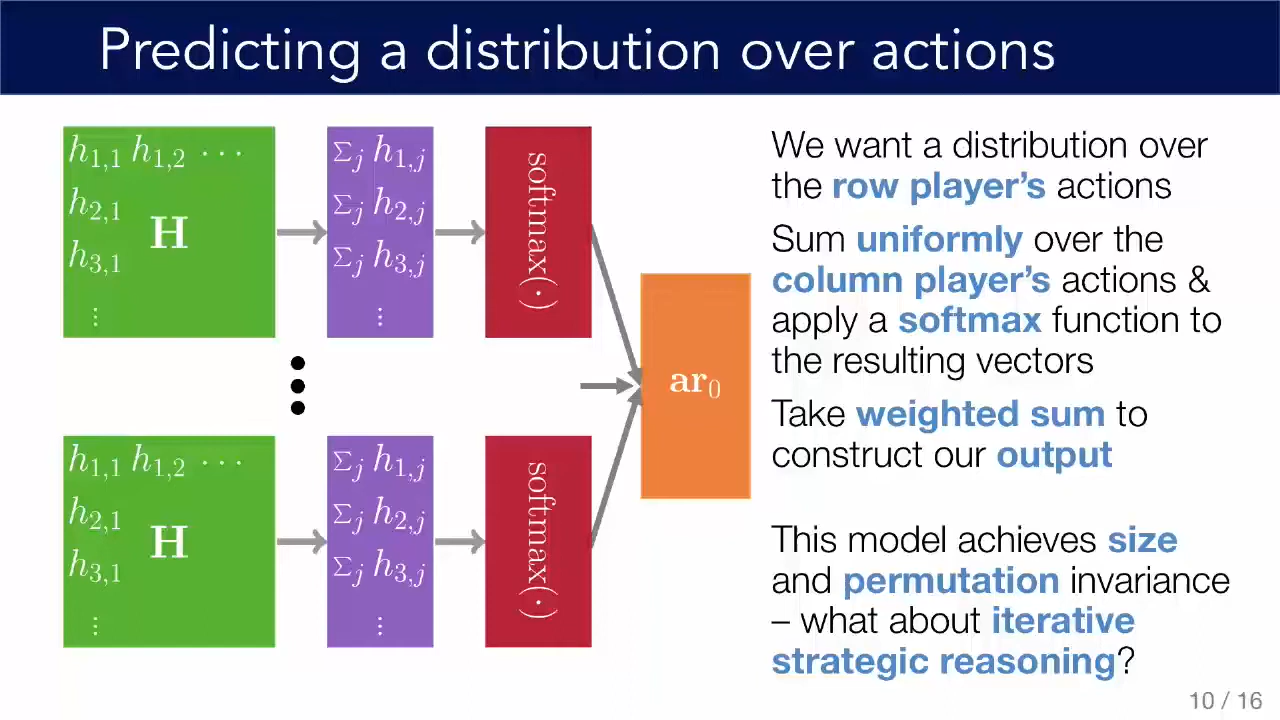 Predicting a distribution over actions
h1,1 h1,2 ···
h2,1
H
h3,1
⋮
Σj h1,j
Σj h2,j
Σj h3,j
⋮
softmax(·)
h1,1 h1,2 ···
h2,1
H
h3,1
⋮
Σj h1,j
Σj h2,j
Σj h3,j
⋮
softmax(·)
ar0
We want a distribution over
the row player’s actions
Sum uniformly over the
column player’s actions &
apply a softmax function to
the resulting vectors
Take weighted sum to
construct our output
This model achieves size
and permutation invariance
– what about iterative
strategic reasoning?
10 / 16